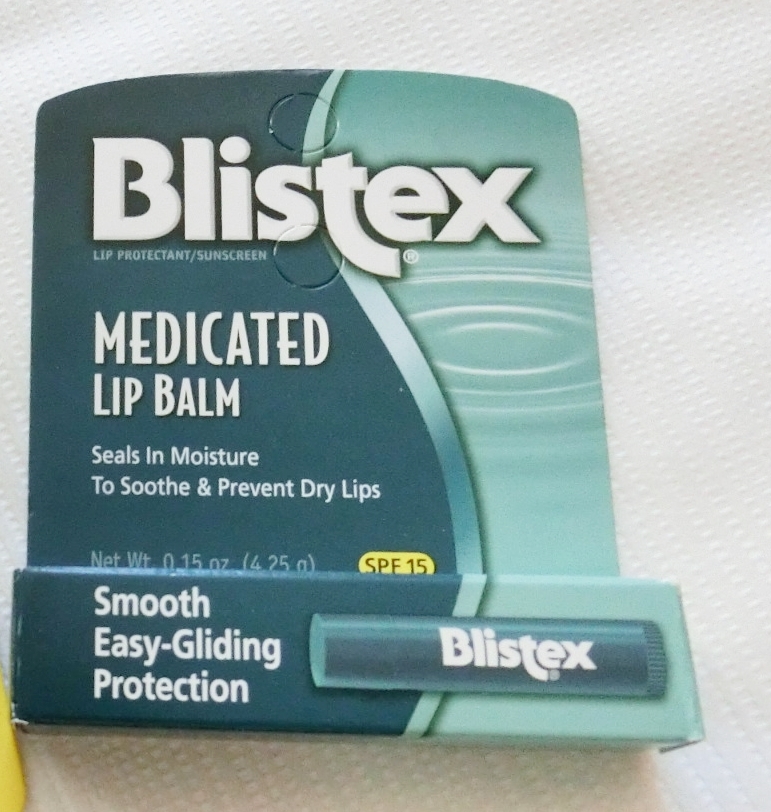 Blistex®
LIP PROTECTANT/SUNSCREEN
MEDICATED
LIP BALM
Seals In Moisture
To Soothe & Prevent Dry Lips
Net Wt. 0.15 oz. (4.25 g)
SPF 15
Smooth
Easy-Gliding
Protection
Blistex®